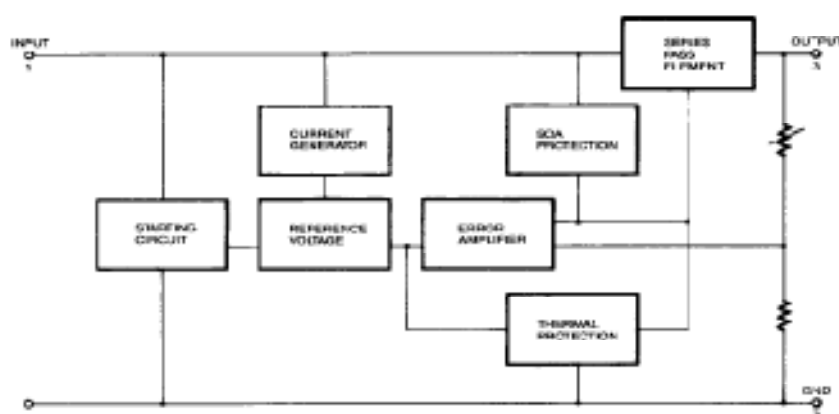 INPUT
1
SERIES
PASS
ELEMENT
OUTPUT
3
CURRENT
GENERATOR
SOA
PROTECTION
STARTING
CIRCUIT
REFERENCE
VOLTAGE
ERROR
AMPLIFIER
THERMAL
PROTECTION
GND